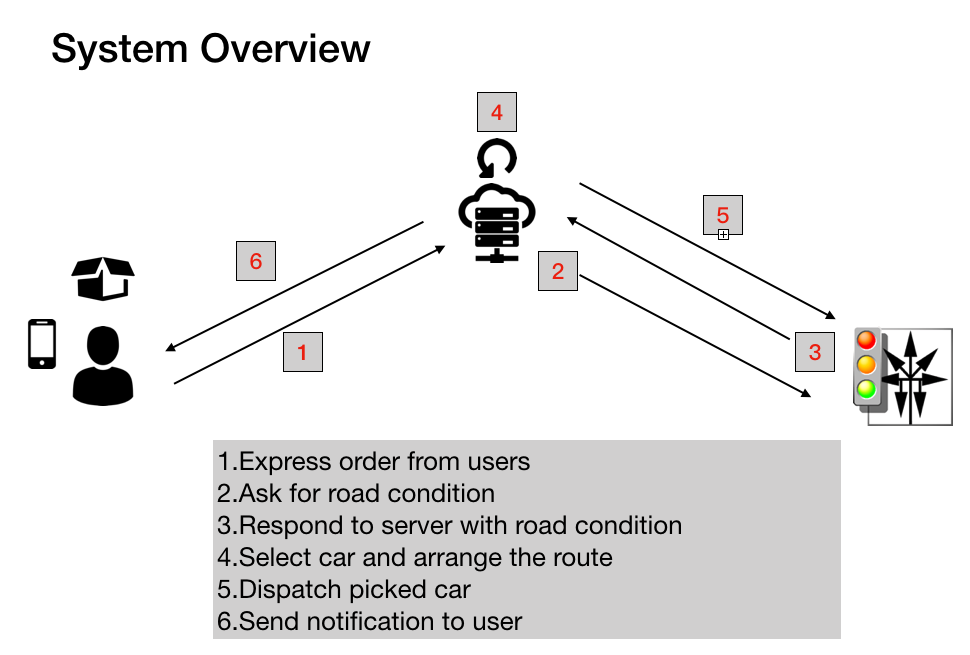 System Overview
4
5
6
2
1
3
1.Express order from users
2.Ask for road condition
3.Respond to server with road condition
4.Select car and arrange the route
5.Dispatch picked car
6.Send notification to user